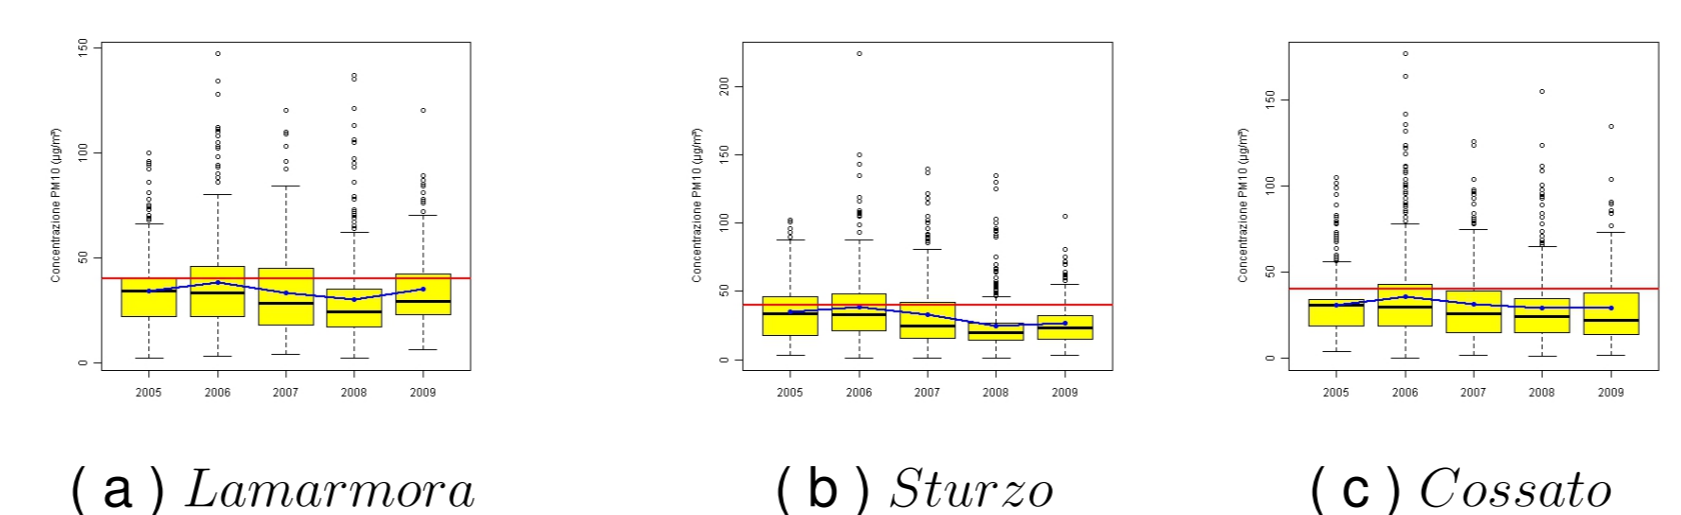 Concentrazione PM10 (µg/m³)
150
100
50
0
2005 2006 2007 2008 2009
( a ) Lamarmora
Concentrazione PM10 (µg/m³)
200
150
100
50
0
2005 2006 2007 2008 2009
( b ) Sturzo
Concentrazione PM10 (µg/m³)
150
100
50
0
2005 2006 2007 2008 2009
( c ) Cossato